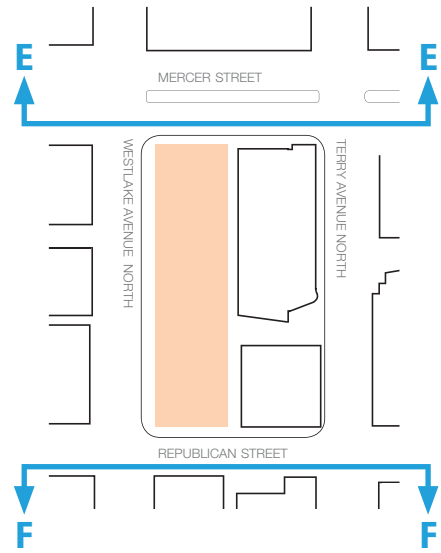 E E
MERCER STREET
WESTLAKE AVENUE NORTH
TERRY AVENUE NORTH
REPUBLICAN STREET
F F